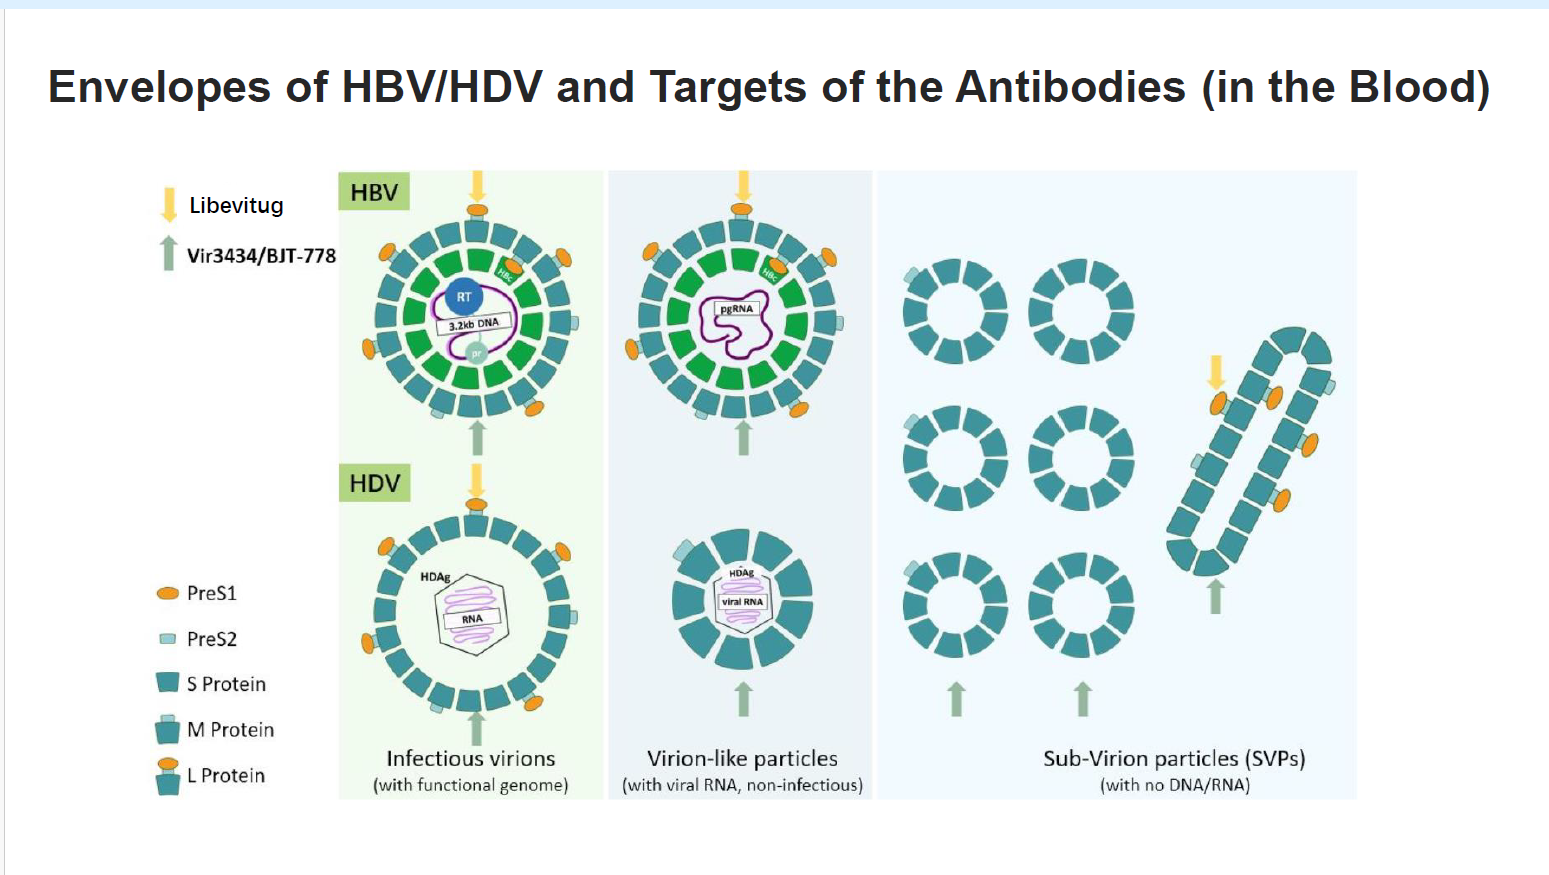 Envelopes of HBV/HDV and Targets of the Antibodies (in the Blood)
Libevitug
Vir3434/BJT-778
HBV
HBc
RT
3.2kb DNA
pr
HBc
pgRNA
HDV
HDAg
RNA
HDAg
viral RNA
PreS1
PreS2
S Protein
M Protein
L Protein
Infectious virions
(with functional genome)
Virion-like particles
(with viral RNA, non-infectious)
Sub-Virion particles (SVPs)
(with no DNA/RNA)